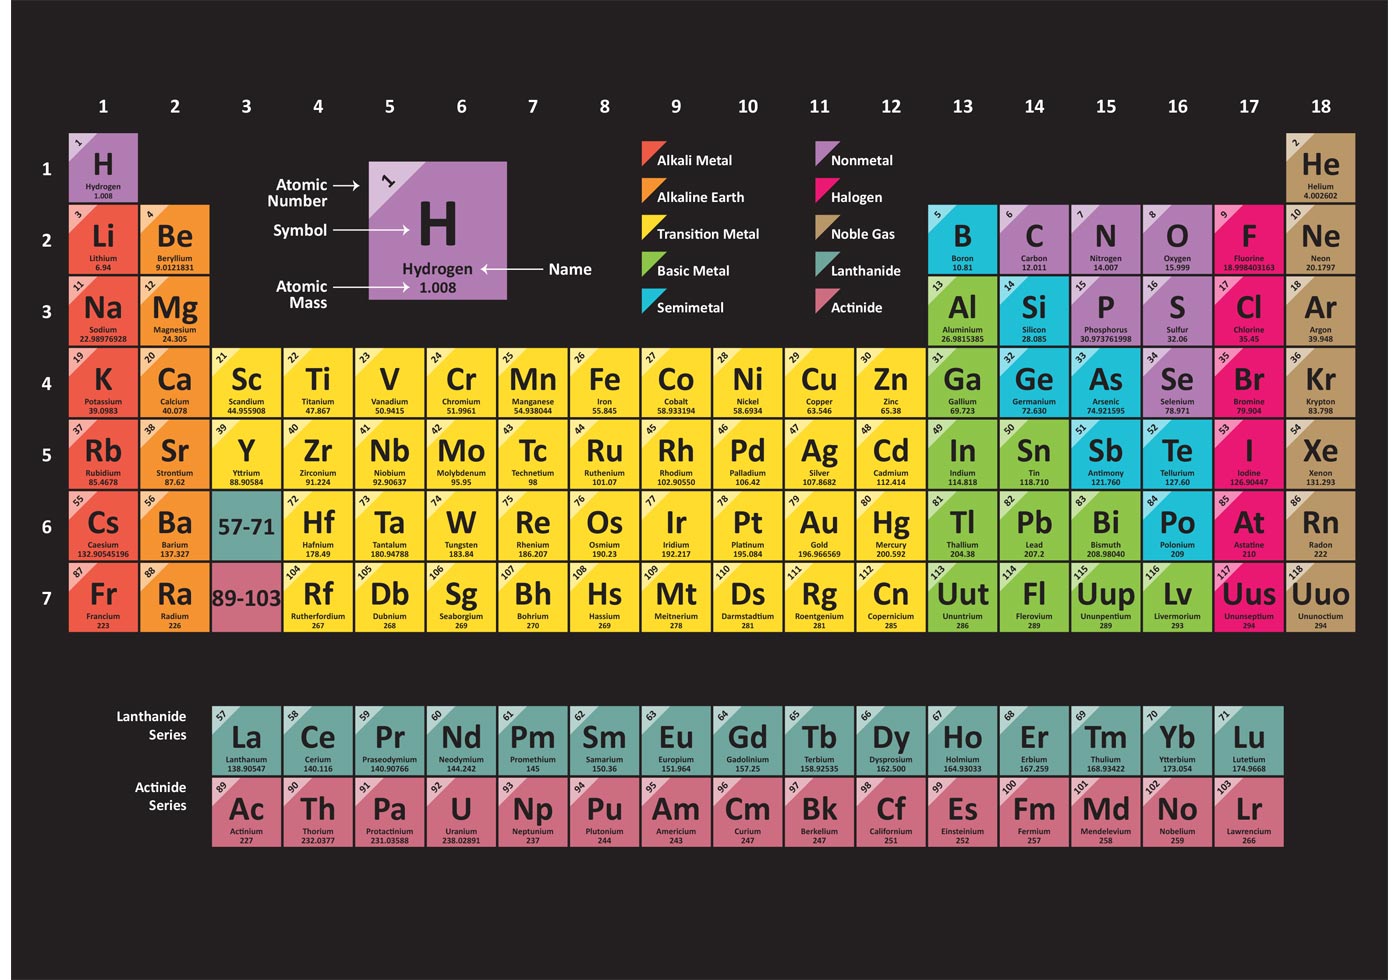 1 2 3 4 5 6 7 8 9 10 11 12 13 14 15 16 17 18
1 2 3 4 5 6 7
Atomic
Number
Symbol
Atomic
Mass
1
H
Hydrogen
1.008
Name
Alkali Metal
Alkaline Earth
Transition Metal
Basic Metal
Semimetal
Nonmetal
Halogen
Noble Gas
Lanthanide
Actinide
1 2
H He
Hydrogen Helium
1.008 4.002602
3 4 5 6 7 8 9 10
Li Be B C N O F Ne
Lithium Beryllium Boron Carbon Nitrogen Oxygen Fluorine Neon
6.94 9.0121831 10.81 12.011 14.007 15.999 18.998403163 20.1797
11 12 13 14 15 16 17 18
Na Mg Al Si P S Cl Ar
Sodium Magnesium Aluminium Silicon Phosphorus Sulfur Chlorine Argon
22.98976928 24.305 26.9815385 28.085 30.973761998 32.06 35.45 39.948
19 20 21 22 23 24 25 26 27 28 29 30 31 32 33 34 35 36
K Ca Sc Ti V Cr Mn Fe Co Ni Cu Zn Ga Ge As Se Br Kr
Potassium Calcium Scandium Titanium Vanadium Chromium Manganese Iron Cobalt Nickel Copper Zinc Gallium Germanium Arsenic Selenium Bromine Krypton
39.0983 40.078 44.955908 47.867 50.9415 51.9961 54.938044 55.845 58.933194 58.6934 63.546 65.38 69.723 72.630 74.921595 78.971 79.904 83.798
37 38 39 40 41 42 43 44 45 46 47 48 49 50 51 52 53 54
Rb Sr Y Zr Nb Mo Tc Ru Rh Pd Ag Cd In Sn Sb Te I Xe
Rubidium Strontium Yttrium Zirconium Niobium Molybdenum Technetium Ruthenium Rhodium Palladium Silver Cadmium Indium Tin Antimony Tellurium Iodine Xenon
85.4678 87.62 88.90584 91.224 92.90637 95.95 98 101.07 102.90550 106.42 107.8682 112.414 114.818 118.710 121.760 127.60 126.90447 131.293
55 56 72 73 74 75 76 77 78 79 80 81 82 83 84 85 86
Cs Ba 57-71 Hf Ta W Re Os Ir Pt Au Hg Tl Pb Bi Po At Rn
Caesium Barium Hafnium Tantalum Tungsten Rhenium Osmium Iridium Platinum Gold Mercury Thallium Lead Bismuth Polonium Astatine Radon
132.90545196 137.327 178.49 180.94788 183.84 186.207 190.23 192.217 195.084 196.966569 200.592 204.38 207.2 208.98040 209 210 222
87 88 104 105 106 107 108 109 110 111 112 113 114 115 116 117 118
Fr Ra 89-103 Rf Db Sg Bh Hs Mt Ds Rg Cn Uut Fl Uup Lv Uus Uuo
Francium Radium Rutherfordium Dubnium Seaborgium Bohrium Hassium Meitnerium Darmstadtium Roentgenium Copernicium Ununtrium Flerovium Ununpentium Livermorium Ununseptium Ununoctium
223 226 267 268 269 270 269 278 281 281 285 286 289 289 293 294 294
Lanthanide
Series
57 58 59 60 61 62 63 64 65 66 67 68 69 70 71
La Ce Pr Nd Pm Sm Eu Gd Tb Dy Ho Er Tm Yb Lu
Lanthanum Cerium Praseodymium Neodymium Promethium Samarium Europium Gadolinium Terbium Dysprosium Holmium Erbium Thulium Ytterbium Lutetium
138.90547 140.116 140.90766 144.242 145 150.36 151.964 157.25 158.92535 162.500 164.93033 167.259 168.93422 173.054 174.9668
Actinide
Series
89 90 91 92 93 94 95 96 97 98 99 100 101 102 103
Ac Th Pa U Np Pu Am Cm Bk Cf Es Fm Md No Lr
Actinium Thorium Protactinium Uranium Neptunium Plutonium Americium Curium Berkelium Californium Einsteinium Fermium Mendelevium Nobelium Lawrencium
227 232.0377 231.03588 238.02891 237 244 243 247 247 251 252 257 258 259 266